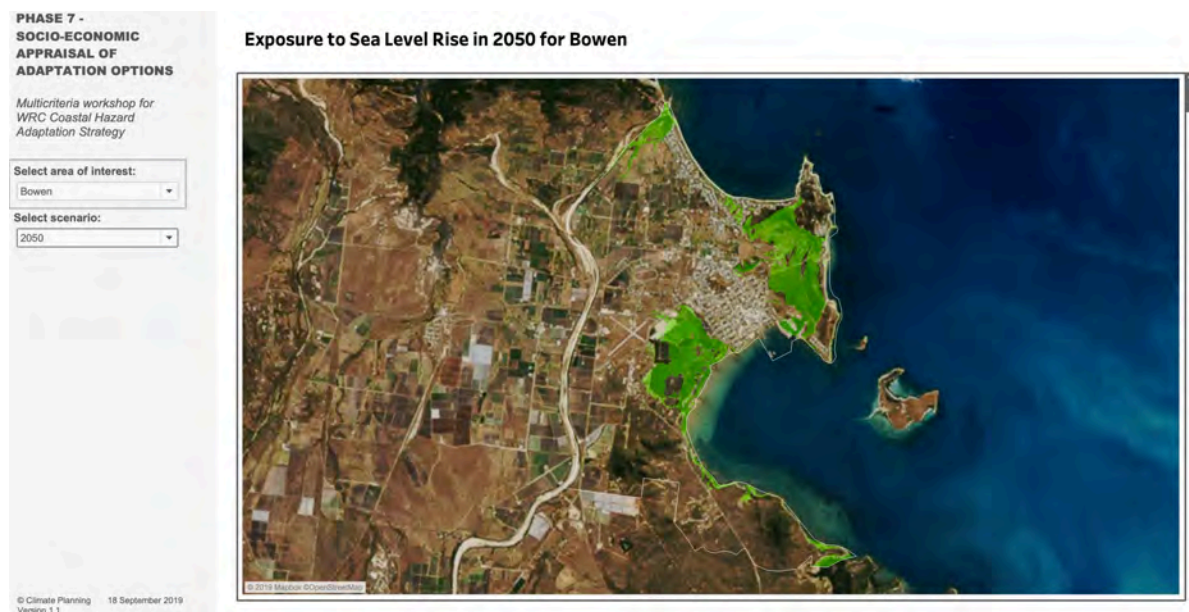 PHASE 7 -
SOCIO-ECONOMIC
APPRAISAL OF
ADAPTATION OPTIONS
Multicriteria workshop for
WRC Coastal Hazard
Adaptation Strategy
Select area of interest:
Bowen
Select scenario:
2050
© Climate Planning 18 September 2019
Version 1.1
Exposure to Sea Level Rise in 2050 for Bowen
© 2019 Mapbox ©OpenStreetMap